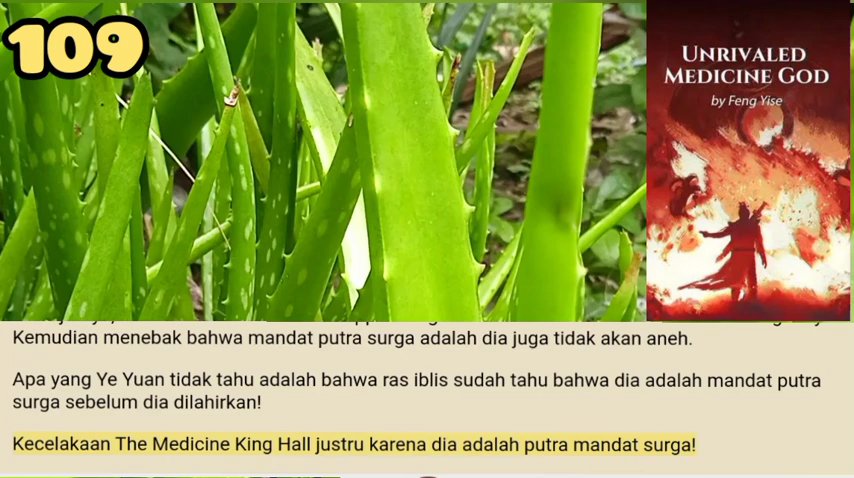 109
UNRIVALED
MEDICINE GOD
by Feng Yise
Kemudian menebak bahwa mandat putra surga adalah dia juga tidak akan aneh.
Apa yang Ye Yuan tidak tahu adalah bahwa ras iblis sudah tahu bahwa dia adalah mandat putra
surga sebelum dia dilahirkan!
Kecelakaan The Medicine King Hall justru karena dia adalah putra mandat surga!